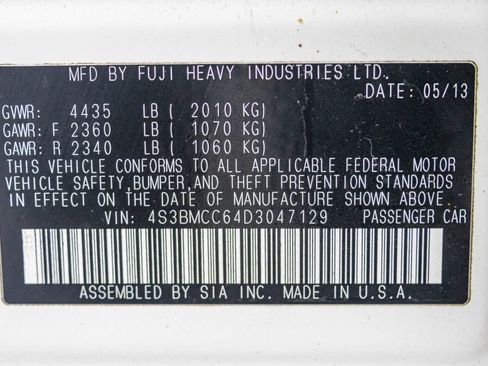 MFD BY FUJI HEAVY INDUSTRIES LTD.
DATE: 05/13
GVWR: 4435 LB ( 2010 KG)
GAWR: F 2360 LB ( 1070 KG)
GAWR: R 2340 LB ( 1060 KG)
THIS VEHICLE CONFORMS TO ALL APPLICABLE FEDERAL MOTOR
VEHICLE SAFETY,BUMPER,AND THEFT PREVENTION STANDARDS
IN EFFECT ON THE DATE OF MANUFACTURE SHOWN ABOVE.
VIN: 4S3BMCC64D3047129 PASSENGER CAR
ASSEMBLED BY SIA INC. MADE IN U.S.A.